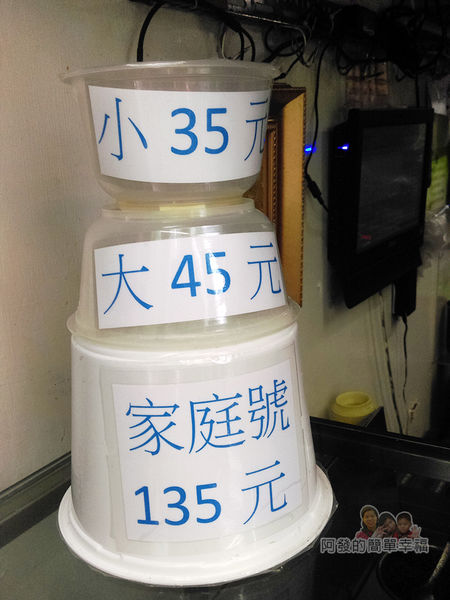 小 35 元
大 45 元
家庭號
135 元
阿發的簡單幸福